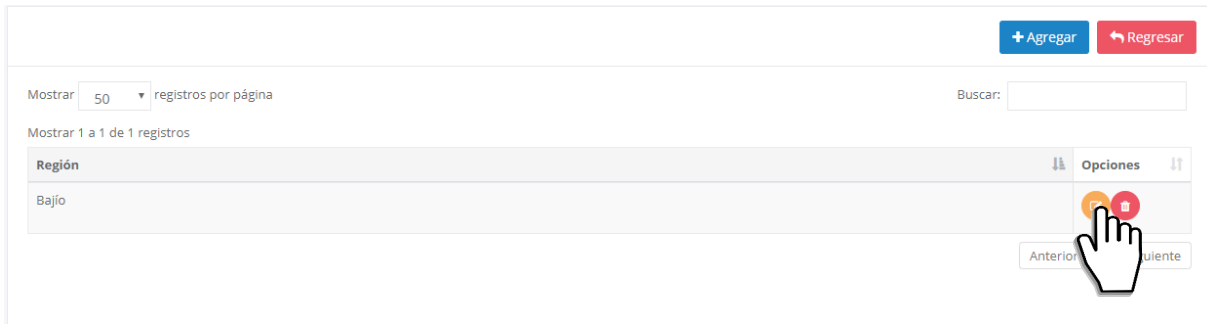 Agregar Regresar
Mostrar 50 registros por página Buscar:
Mostrar 1 a 1 de 1 registros
Región Opciones
Bajío
Anterior